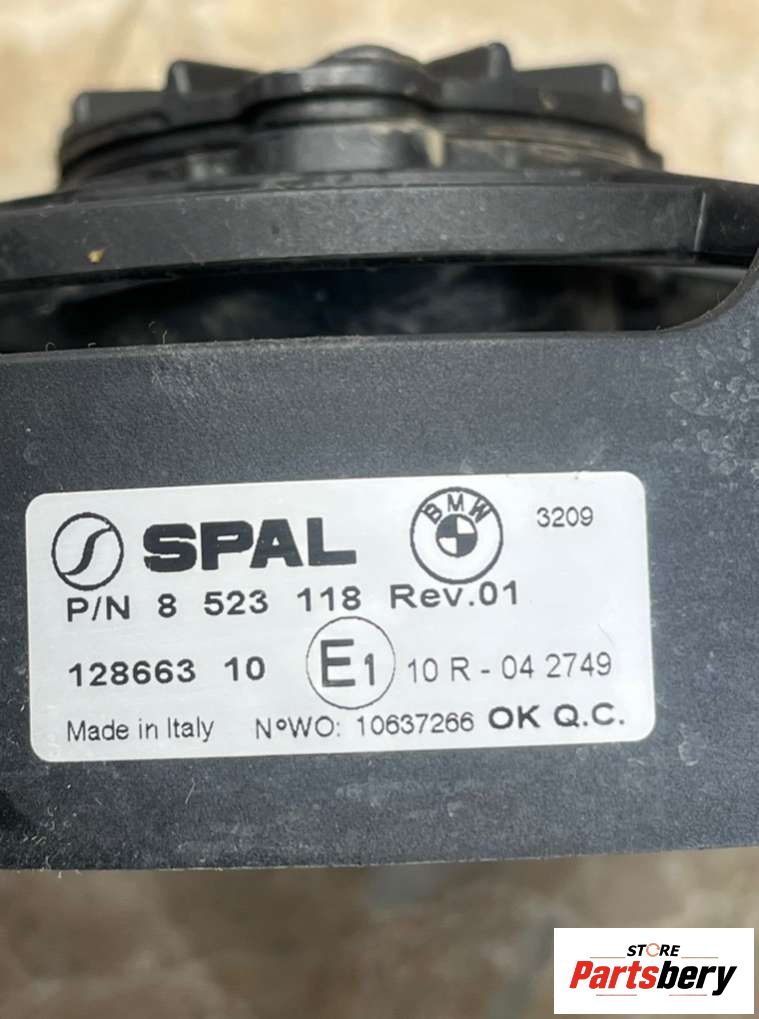 SPAL BMW 3209
P/N 8 523 118 Rev.01
128663 10 E1 10 R - 04 2749
Made in Italy N°WO: 10637266 OK Q.C.
STORE
Partsbery